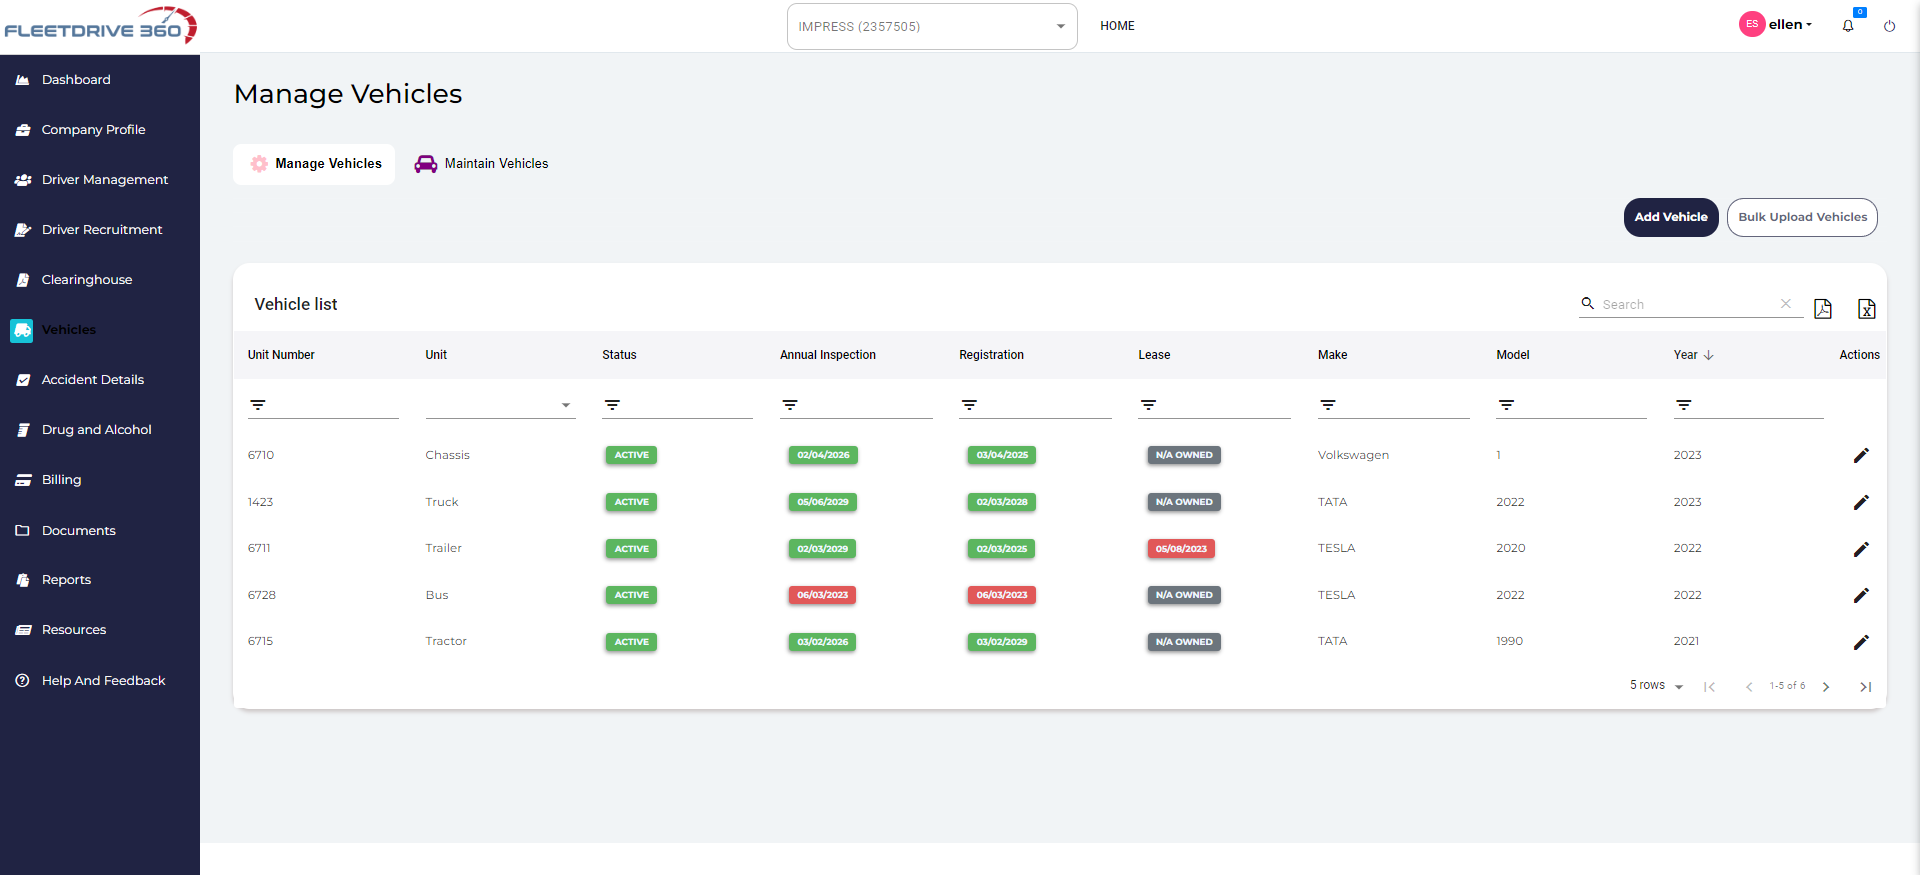 FLEETDRIVE 360
IMPRESS (2357505)
HOME
ES
ellen
0
Dashboard
Company Profile
Driver Management
Driver Recruitment
Clearinghouse
Vehicles
Accident Details
Drug and Alcohol
Billing
Documents
Reports
Resources
Help And Feedback
Manage Vehicles
Manage Vehicles
Maintain Vehicles
Add Vehicle
Bulk Upload Vehicles
Vehicle list
Search
Unit Number Unit Status Annual Inspection Registration Lease Make Model Year Actions
6710 Chassis ACTIVE 02/04/2026 03/04/2025 N/A OWNED Volkswagen 1 2023
1423 Truck ACTIVE 05/06/2029 02/03/2028 N/A OWNED TATA 2022 2023
6711 Trailer ACTIVE 02/03/2029 02/03/2025 05/08/2023 TESLA 2020 2022
6728 Bus ACTIVE 06/03/2023 06/03/2023 N/A OWNED TESLA 2022 2022
6715 Tractor ACTIVE 03/02/2026 03/02/2029 N/A OWNED TATA 1990 2021
5 rows
1-5 of 6